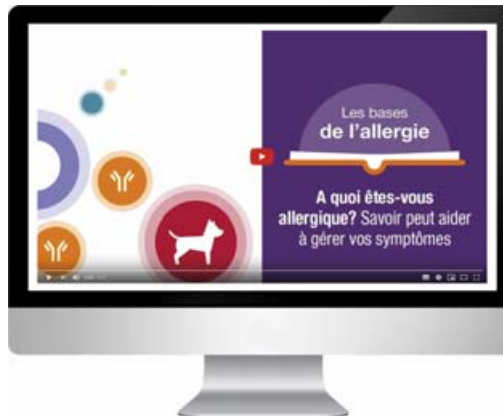 Les bases
de l'allergie
A quoi êtes-vous
allergique? Savoir peut aider
à gérer vos symptômes